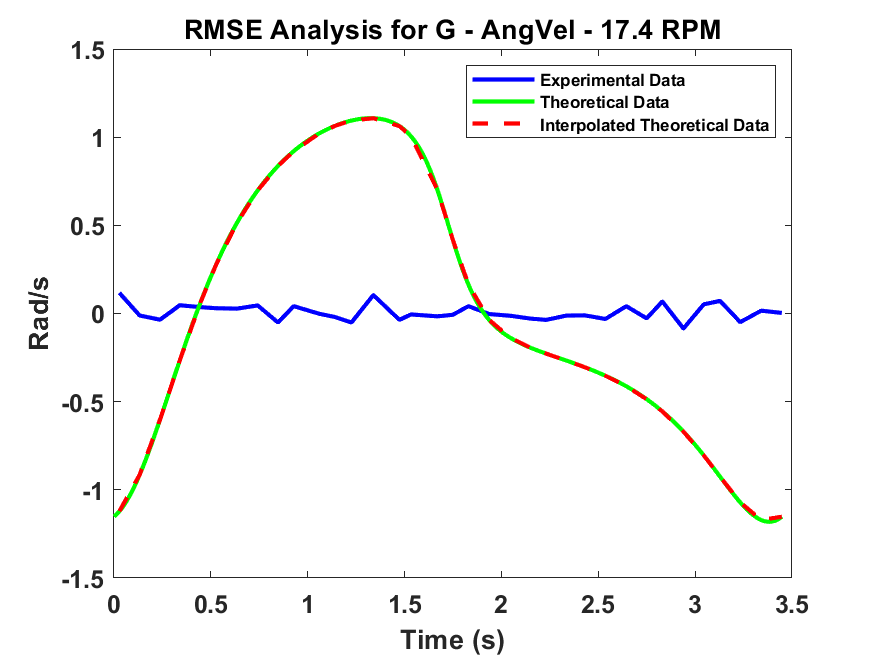 RMSE Analysis for G - AngVel - 17.4 RPM
1.5
1
0.5
0
-0.5
-1
-1.5
Rad/s
Experimental Data
Theoretical Data
Interpolated Theoretical Data
0 0.5 1 1.5 2 2.5 3 3.5
Time (s)